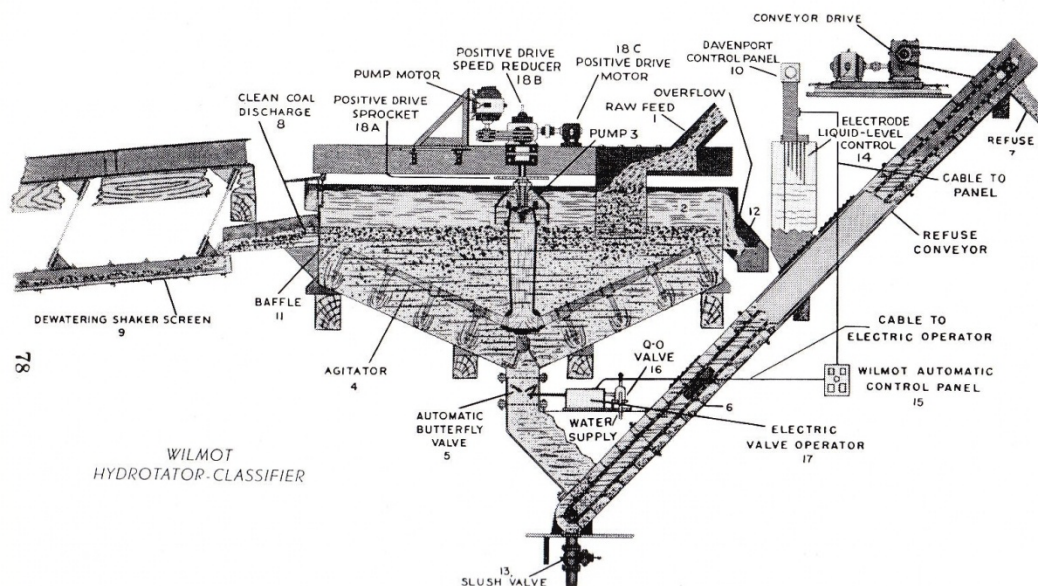 CONVEYOR DRIVE
DAVENPORT
CONTROL PANEL
10
18 C
POSITIVE DRIVE
MOTOR
POSITIVE DRIVE
SPEED REDUCER
18B
PUMP MOTOR
POSITIVE DRIVE
SPROCKET
18A
CLEAN COAL
DISCHARGE
8
OVERFLOW
RAW FEED
1
PUMP 3
ELECTRODE
LIQUID-LEVEL
CONTROL
14
REFUSE
7
CABLE TO
PANEL
2
12
REFUSE
CONVEYOR
BAFFLE
11
DEWATERING SHAKER SCREEN
9
CABLE TO
ELECTRIC OPERATOR
78
AGITATOR
4
Q-O
VALVE
16
WILMOT AUTOMATIC
CONTROL PANEL
15
6
AUTOMATIC
BUTTERFLY
VALVE
5
WATER
SUPPLY
ELECTRIC
VALVE OPERATOR
17
WILMOT
HYDROTATOR-CLASSIFIER
13.
SLUSH VALVE